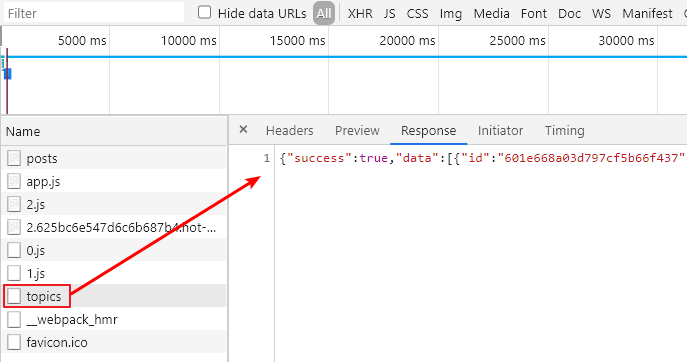 Filter Hide data URLs All XHR JS CSS Img Media Font Doc WS Manifest
5000 ms 10000 ms 15000 ms 20000 ms 25000 ms 30000 ms
Name × Headers Preview Response Initiator Timing
posts 1 {"success":true,"data":[{"id":"601e668a03d797cf5b66f437"
app.js
2.js
2.625bc6e547d6c6b687b4.hot-...
0.js
1.js
topics
__webpack_hmr
favicon.ico